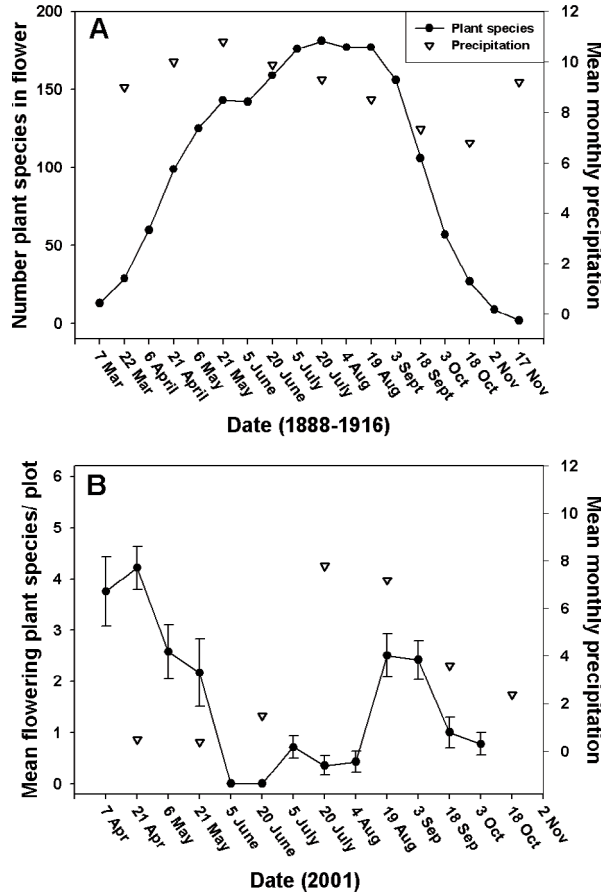 A
Plant species
Precipitation
Number plant species in flower
200
150
100
50
0
12
10
8
6
4
2
0
Mean monthly precipitation
7 Mar
22 Mar
6 April
21 April
6 May
21 May
5 June
20 June
5 July
20 July
4 Aug
19 Aug
3 Sept
18 Sept
3 Oct
18 Oct
2 Nov
17 Nov
Date (1888-1916)
B
Mean flowering plant species/ plot
6
5
4
3
2
1
0
12
10
8
6
4
2
0
Mean monthly precipitation
7 Apr
21 Apr
6 May
21 May
5 June
20 June
5 July
20 July
4 Aug
19 Aug
3 Sep
18 Sep
3 Oct
18 Oct
2 Nov
Date (2001)